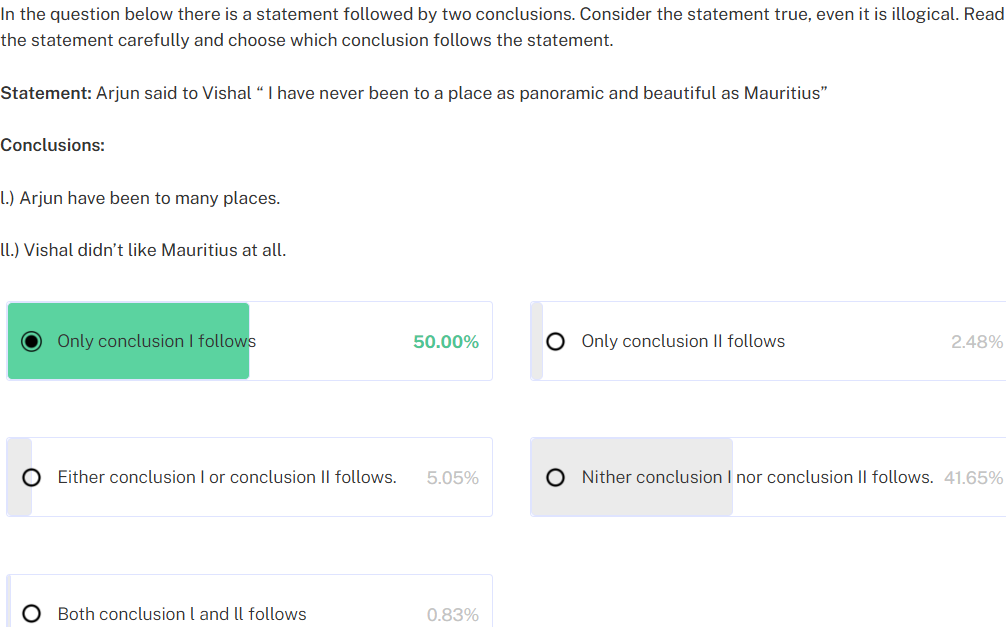 In the question below there is a statement followed by two conclusions. Consider the statement true, even it is illogical. Read
the statement carefully and choose which conclusion follows the statement.
Statement: Arjun said to Vishal “ I have never been to a place as panoramic and beautiful as Mauritius”
Conclusions:
l.) Arjun have been to many places.
ll.) Vishal didn’t like Mauritius at all.
Only conclusion I follows 50.00%
Only conclusion II follows 2.48%
Either conclusion I or conclusion II follows. 5.05%
Nither conclusion I nor conclusion II follows. 41.65%
Both conclusion l and ll follows 0.83%